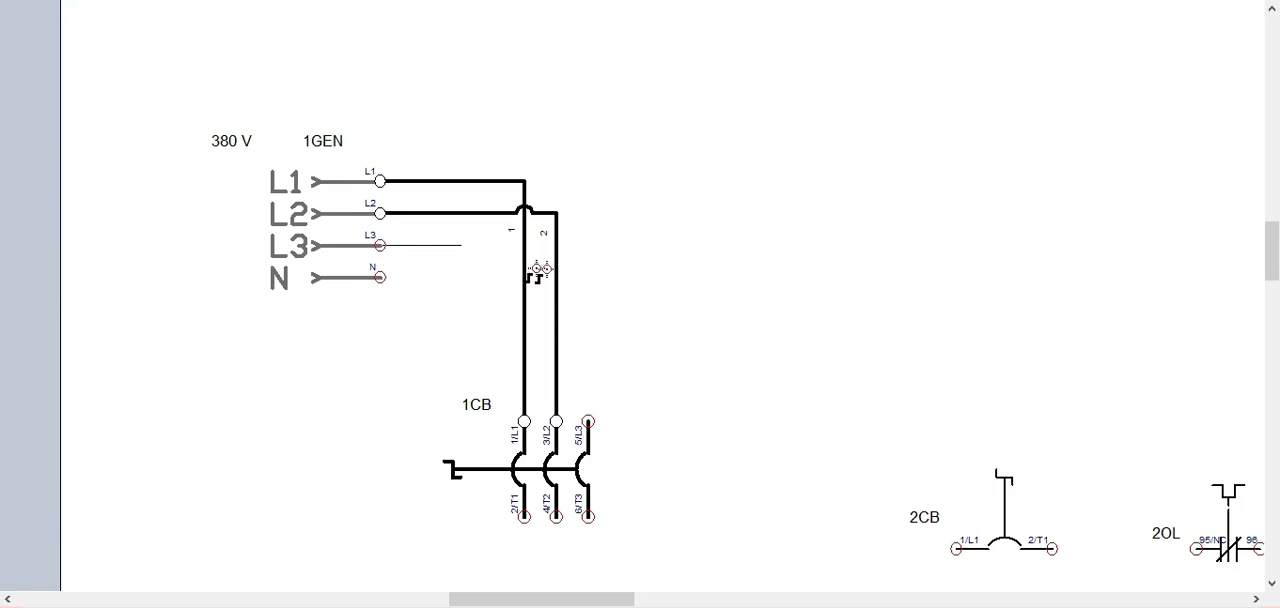 380 V 1GEN
L1 L1
L2 L2
1 2
L3 L3
N N
1CB
1/L1 3/L2 5/L3
2/T1 4/T2 6/T3
2CB
1/L1 2/T1
2OL
95/NC 96